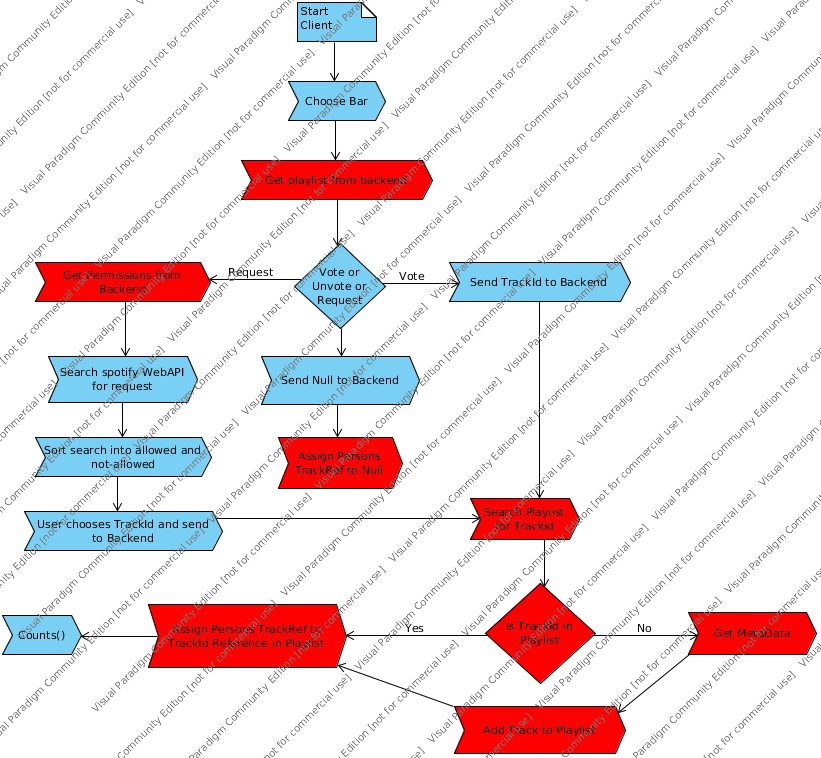 Start
Client
Choose Bar
Get playlist from backend
Request
Vote or
Unvote or
Request
Vote
Get Permissions from
Backend
Send TrackId to Backend
Search spotify WebAPI
for request
Send Null to Backend
Sort search into allowed and
not-allowed
Assign Persons
TrackRef to Null
User chooses TrackId and send
to Backend
Search Playlist
for TrackId
Counts()
Assign Persons TrackRef to
TrackId Reference in Playlist
Yes
Is TrackId in
Playlist
No
Get MetaData
Add Track to Playlist
Visual Paradigm Community Edition [not for commercial use]